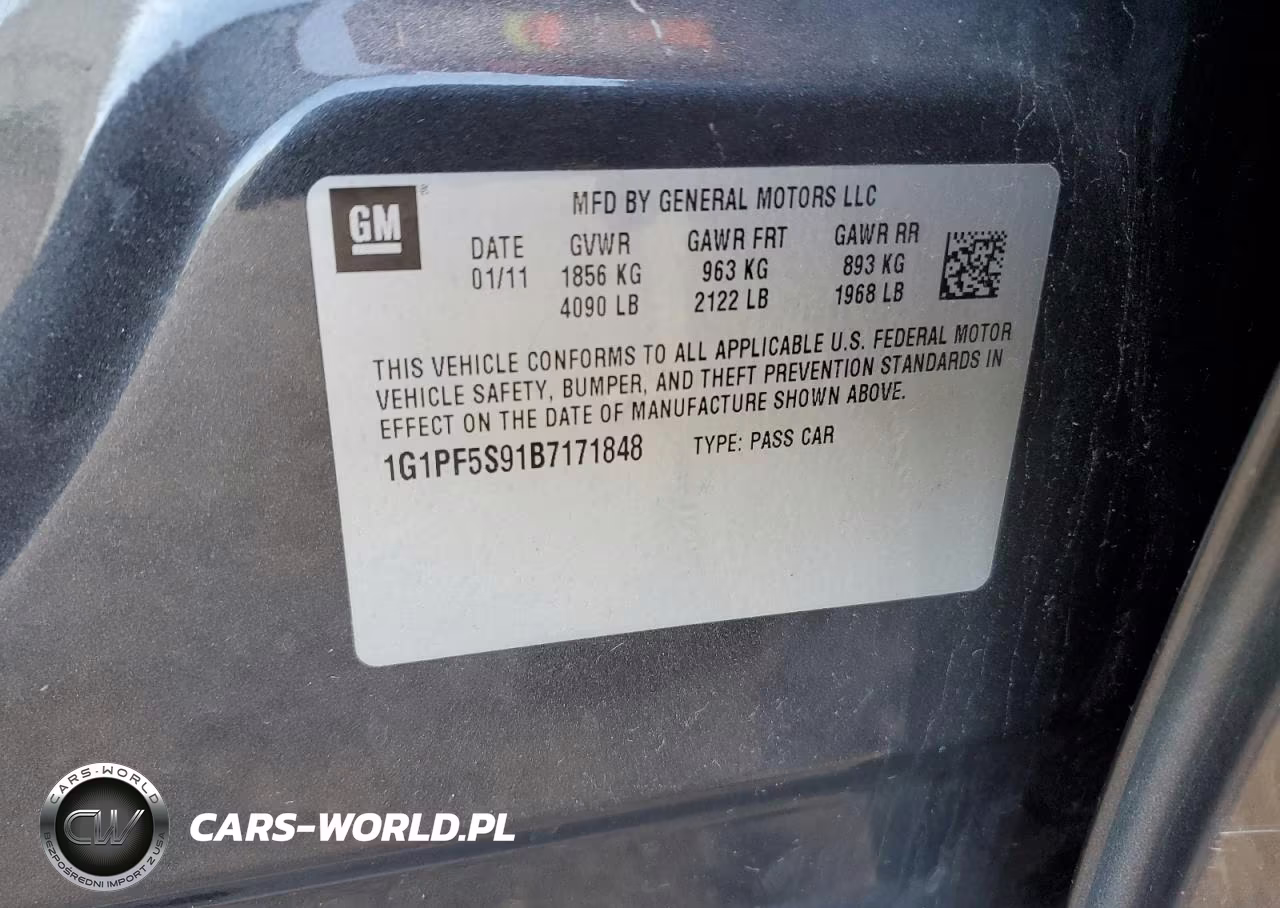 GM
MFD BY GENERAL MOTORS LLC
DATE GVWR GAWR FRT GAWR RR
01/11 1856 KG 963 KG 893 KG
4090 LB 2122 LB 1968 LB
THIS VEHICLE CONFORMS TO ALL APPLICABLE U.S. FEDERAL MOTOR
VEHICLE SAFETY, BUMPER, AND THEFT PREVENTION STANDARDS IN
EFFECT ON THE DATE OF MANUFACTURE SHOWN ABOVE.
1G1PF5S91B7171848 TYPE: PASS CAR
CARS-WORLD
CW
BEZPOŚREDNI IMPORT Z USA
CARS-WORLD.PL